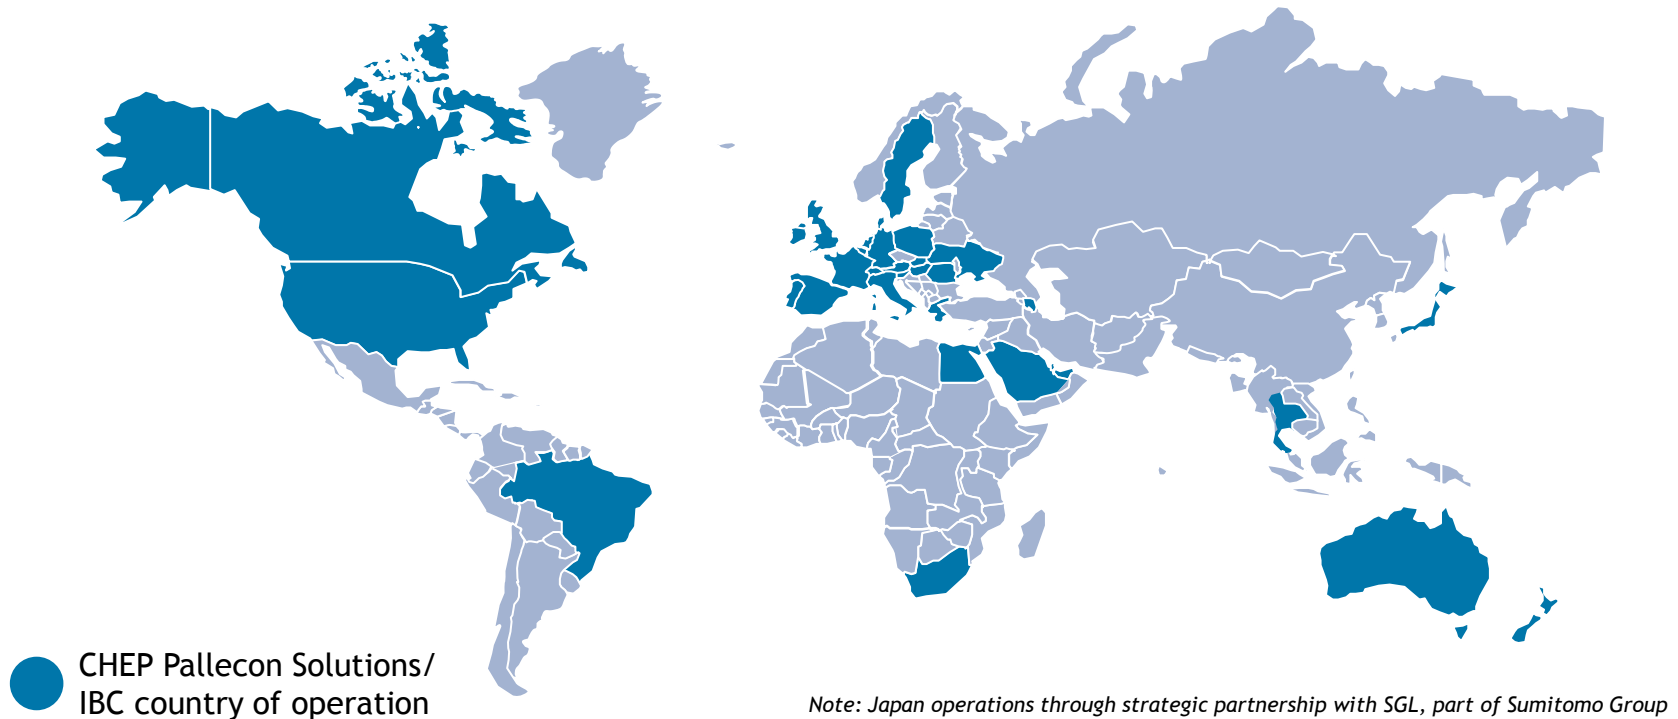 CHEP Pallecon Solutions/
IBC country of operation
Note: Japan operations through strategic partnership with SGL, part of Sumitomo Group